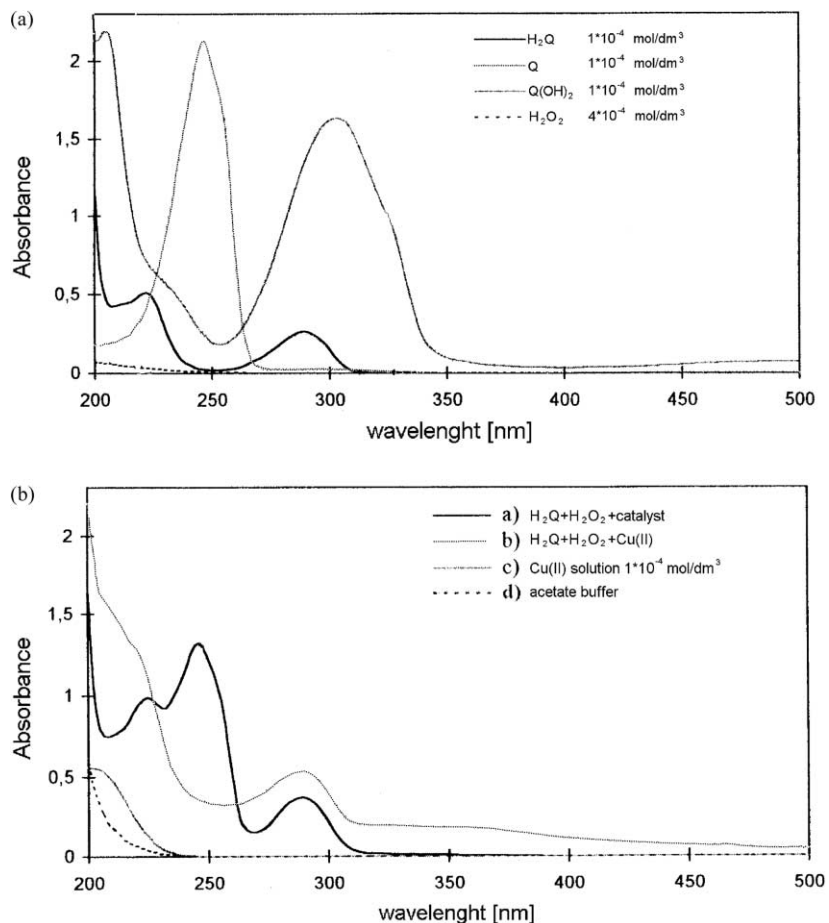 (a)
2
1,5
1
0,5
0
Absorbance
H₂Q 1*10⁻⁴ mol/dm³
Q 1*10⁻⁴ mol/dm³
Q(OH)₂ 1*10⁻⁴ mol/dm³
H₂O₂ 4*10⁻⁴ mol/dm³
200 250 300 350 400 450 500
wavelenght [nm]
(b)
2
1,5
1
0,5
0
Absorbance
a) H₂Q+H₂O₂+catalyst
b) H₂Q+H₂O₂+Cu(II)
c) Cu(II) solution 1*10⁻⁴ mol/dm³
d) acetate buffer
200 250 300 350 400 450 500
wavelenght [nm]